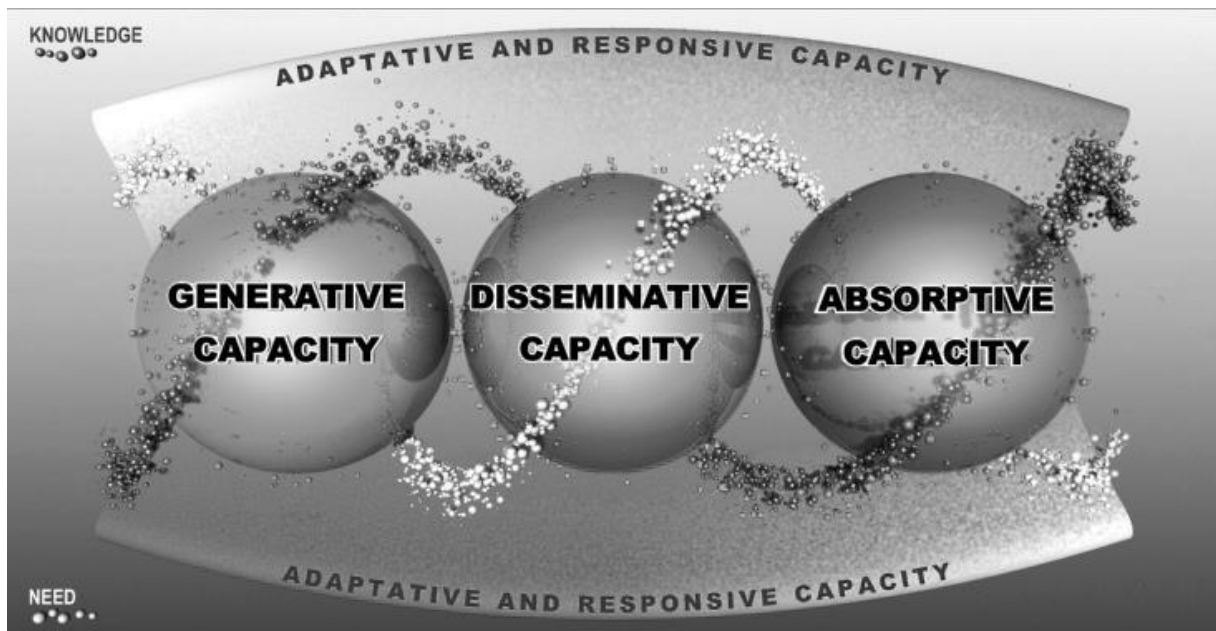 KNOWLEDGE
ADAPTATIVE AND RESPONSIVE CAPACITY
GENERATIVE
CAPACITY
DISSEMINATIVE
CAPACITY
ABSORPTIVE
CAPACITY
ADAPTATIVE AND RESPONSIVE CAPACITY
NEED